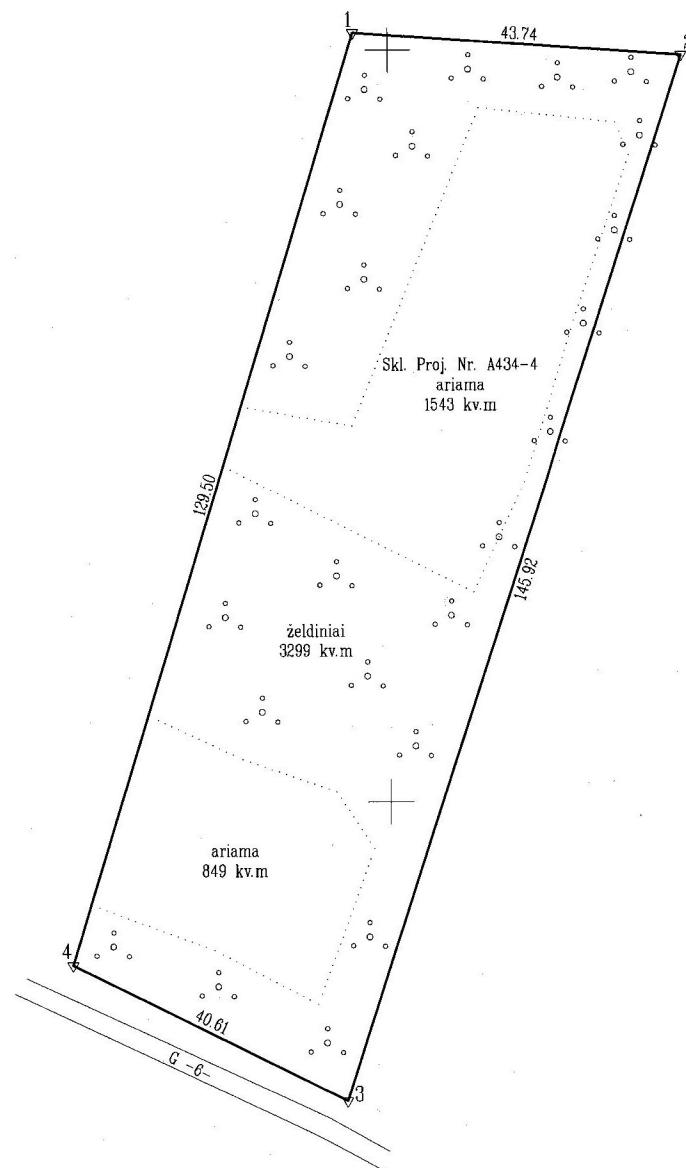 1
43.74
2
Skl. Proj. Nr. A434-4
ariama
1543 kv.m
129.50
145.92
želdiniai
3299 kv.m
ariama
849 kv.m
4
40.61
G -6-
3